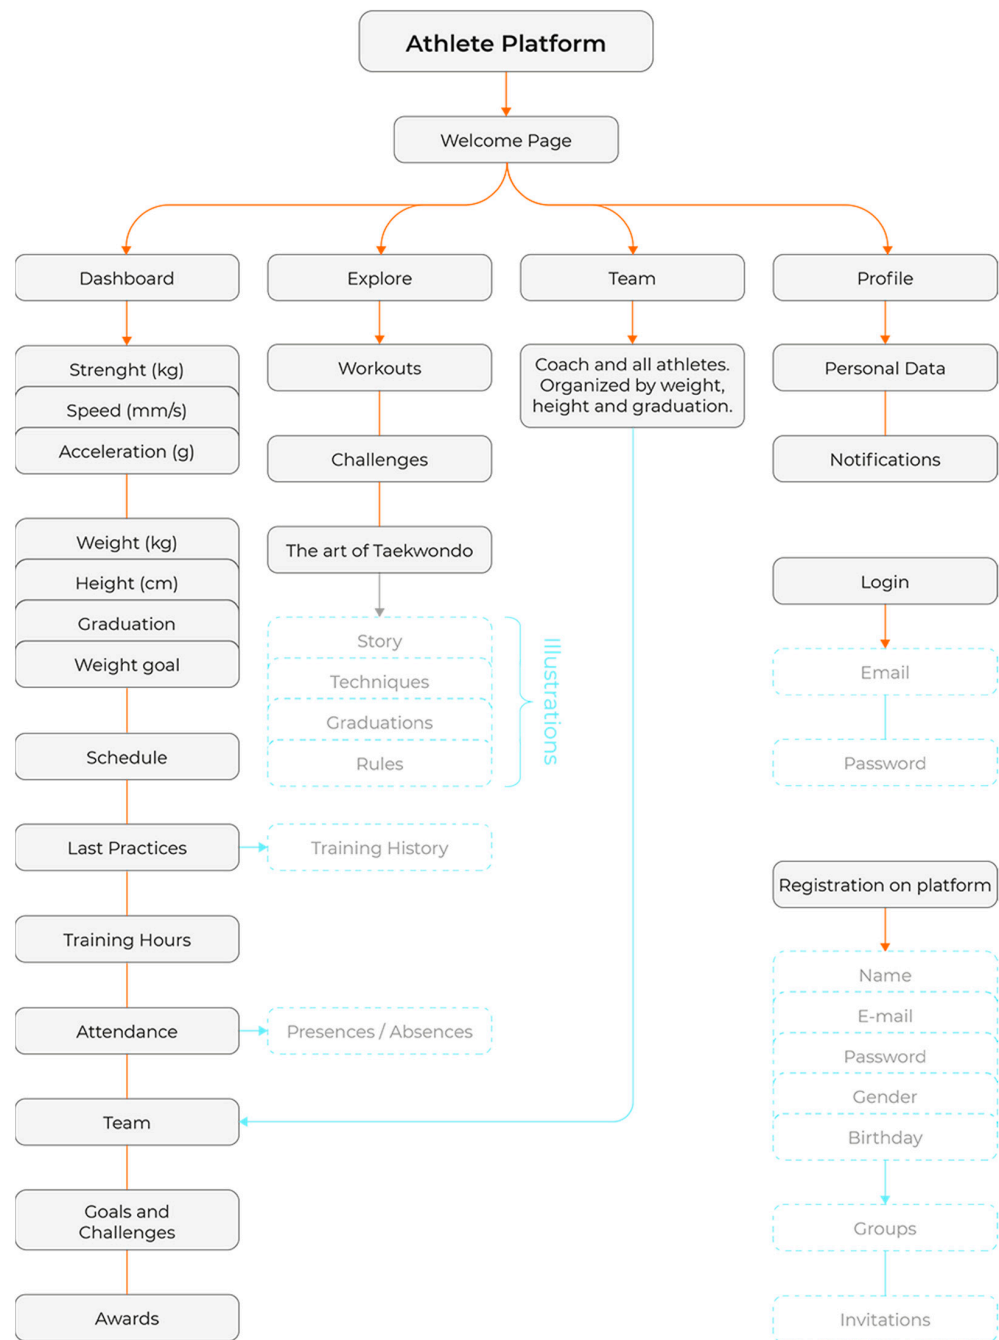 Athlete Platform
Welcome Page
Dashboard
Strenght (kg)
Speed (mm/s)
Acceleration (g)
Weight (kg)
Height (cm)
Graduation
Weight goal
Schedule
Last Practices
Training History
Training Hours
Attendance
Presences / Absences
Team
Goals and
Challenges
Awards
Explore
Workouts
Challenges
The art of Taekwondo
Story
Techniques
Graduations
Rules
Illustrations
Team
Coach and all athletes.
Organized by weight,
height and graduation.
Profile
Personal Data
Notifications
Login
Email
Password
Registration on platform
Name
E-mail
Password
Gender
Birthday
Groups
Invitations